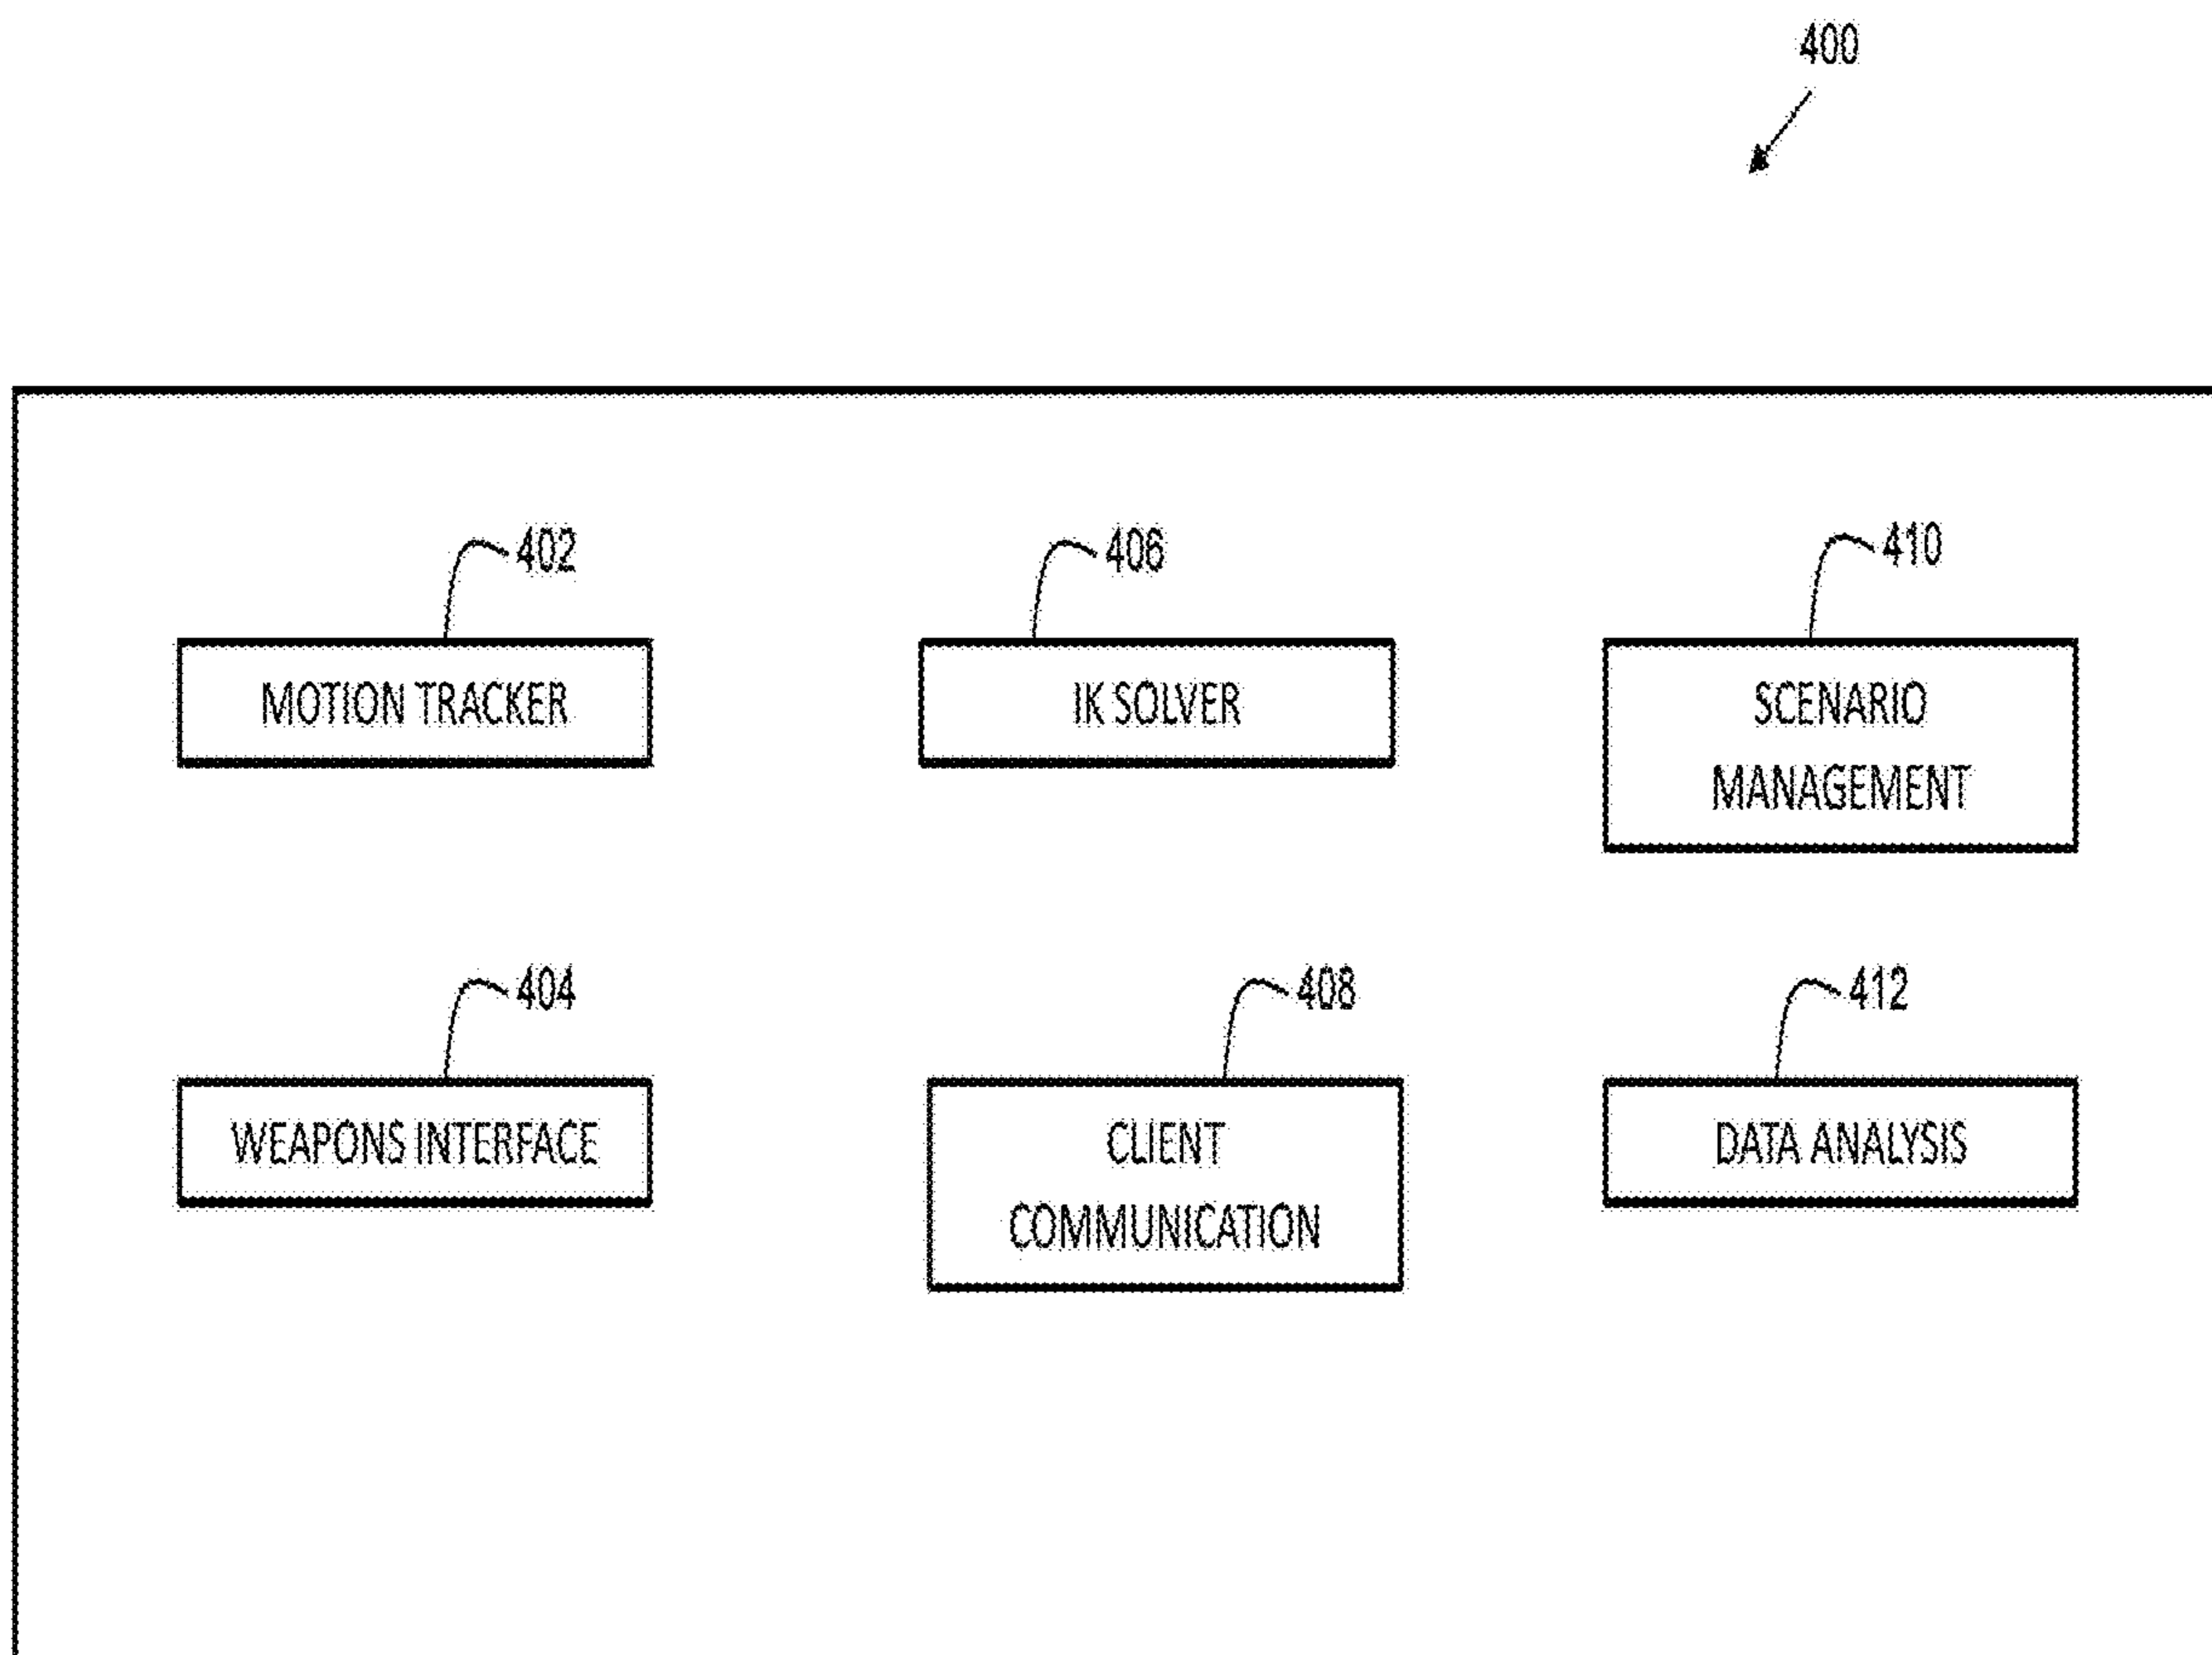 400
402
406
410
MOTION TRACKER
IK SOLVER
SCENARIO
MANAGEMENT
404
408
412
WEAPONS INTERFACE
CLIENT
COMMUNICATION
DATA ANALYSIS